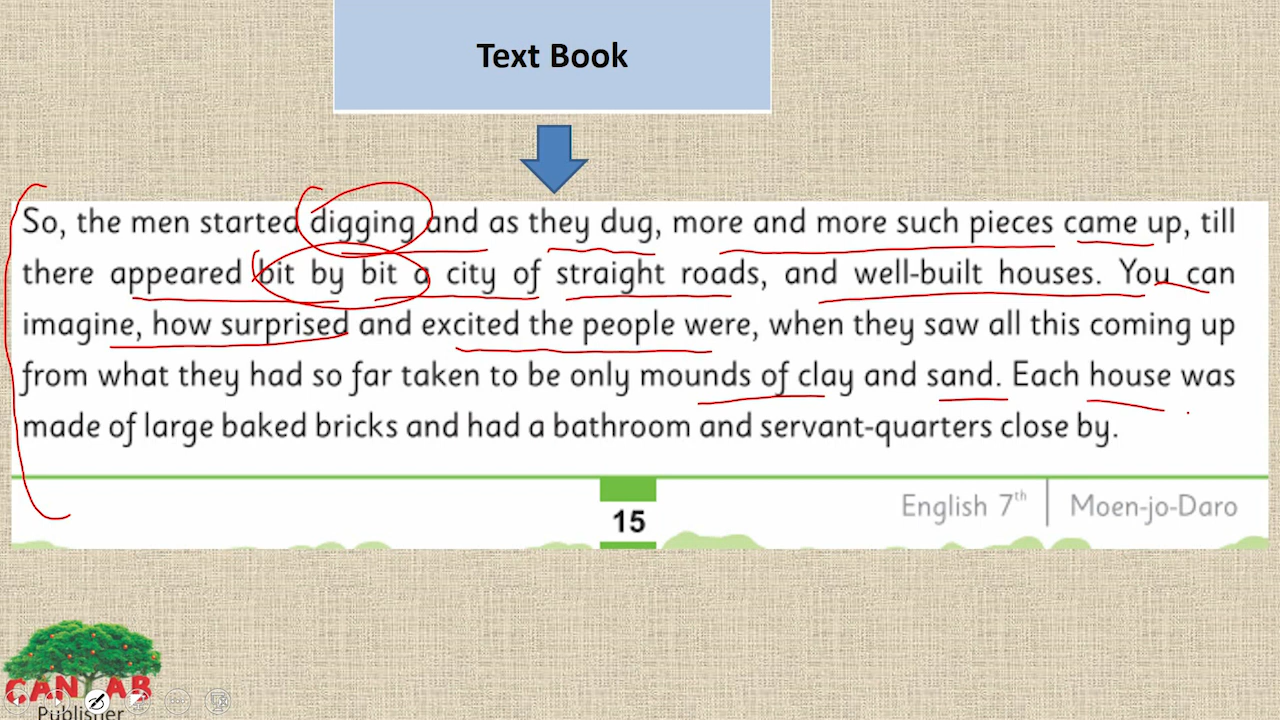 Text Book
So, the men started digging and as they dug, more and more such pieces came up, till
there appeared bit by bit a city of straight roads, and well-built houses. You can
imagine, how surprised and excited the people were, when they saw all this coming up
from what they had so far taken to be only mounds of clay and sand. Each house was
made of large baked bricks and had a bathroom and servant-quarters close by.
15
English 7th | Moen-jo-Daro
CANTAB
Publisher